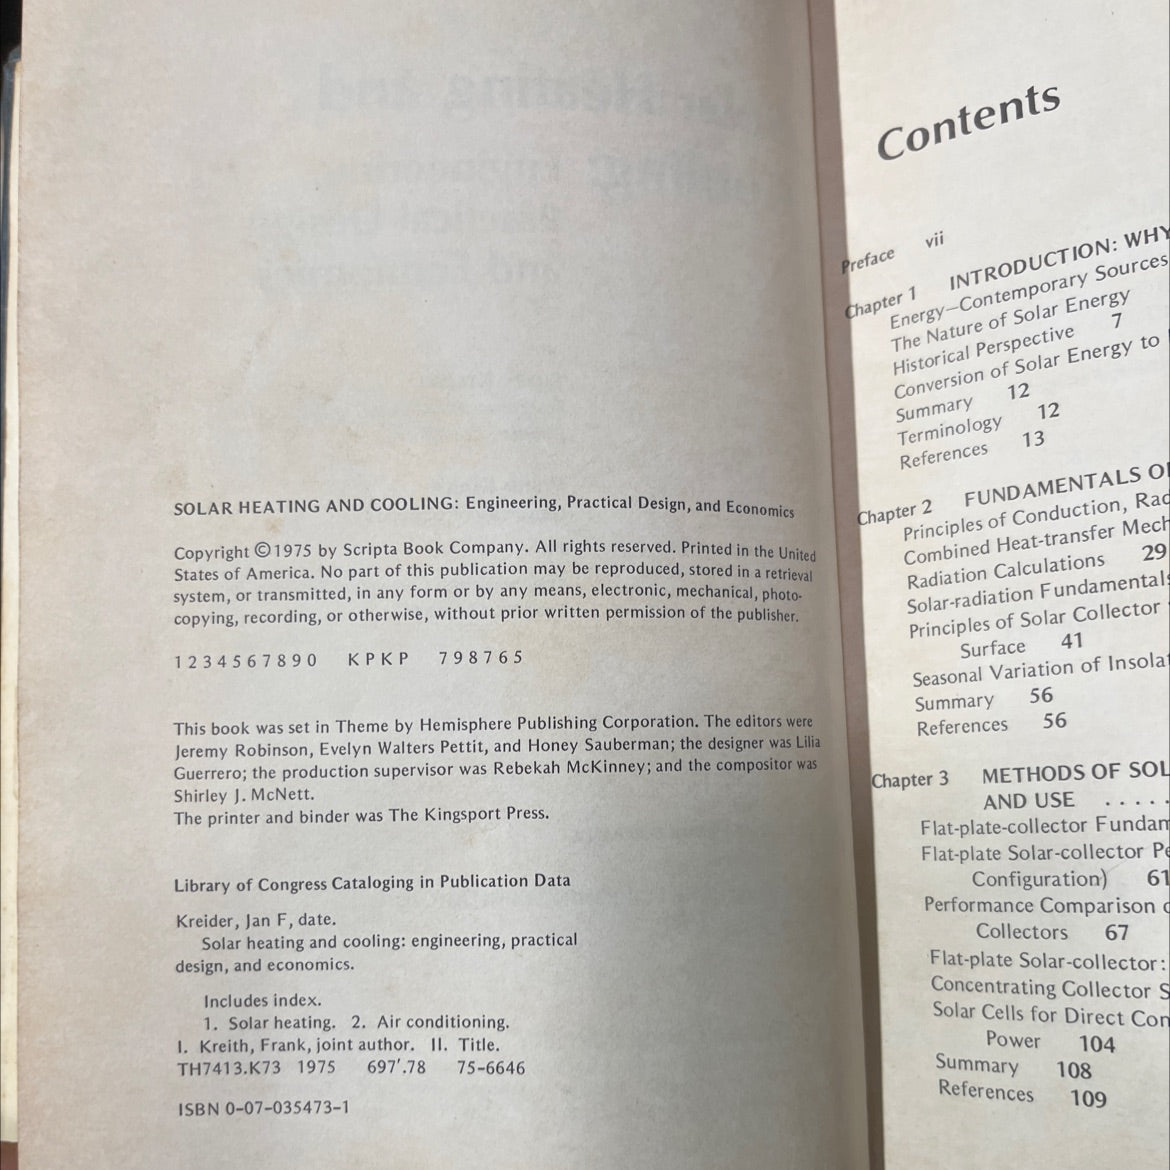 SOLAR HEATING AND COOLING: Engineering, Practical Design, and Economics
Copyright ©1975 by Scripta Book Company. All rights reserved. Printed in the United
States of America. No part of this publication may be reproduced, stored in a retrieval
system, or transmitted, in any form or by any means, electronic, mechanical, photo-
copying, recording, or otherwise, without prior written permission of the publisher.
1 2 3 4 5 6 7 8 9 0 K P K P 7 9 8 7 6 5
This book was set in Theme by Hemisphere Publishing Corporation. The editors were
Jeremy Robinson, Evelyn Walters Pettit, and Honey Sauberman; the designer was Lilia
Guerrero; the production supervisor was Rebekah McKinney; and the compositor was
Shirley J. McNett.
The printer and binder was The Kingsport Press.
Library of Congress Cataloging in Publication Data
Kreider, Jan F, date.
Solar heating and cooling: engineering, practical
design, and economics.
Includes index.
1. Solar heating. 2. Air conditioning.
I. Kreith, Frank, joint author. II. Title.
TH7413.K73 1975 697'.78 75-6646
ISBN 0-07-035473-1
Contents
Preface vii
Chapter 1 INTRODUCTION: WHY
Energy—Contemporary Sources
The Nature of Solar Energy
Historical Perspective 7
Conversion of Solar Energy to
Summary 12
Terminology 12
References 13
Chapter 2 FUNDAMENTALS
Principles of Conduction,
Combined Heat-transfer
Radiation Calculations 29
Solar-radiation Fundamentals
Principles of Solar Collector
Surface 41
Seasonal Variation of
Summary 56
References 56
Chapter 3 METHODS OF
AND USE . . . . .
Flat-plate-collector
Flat-plate Solar-collector
Configuration) 61
Performance Comparison
Collectors 67
Flat-plate Solar-collector:
Concentrating Collector
Solar Cells for Direct
Power 104
Summary 108
References 109